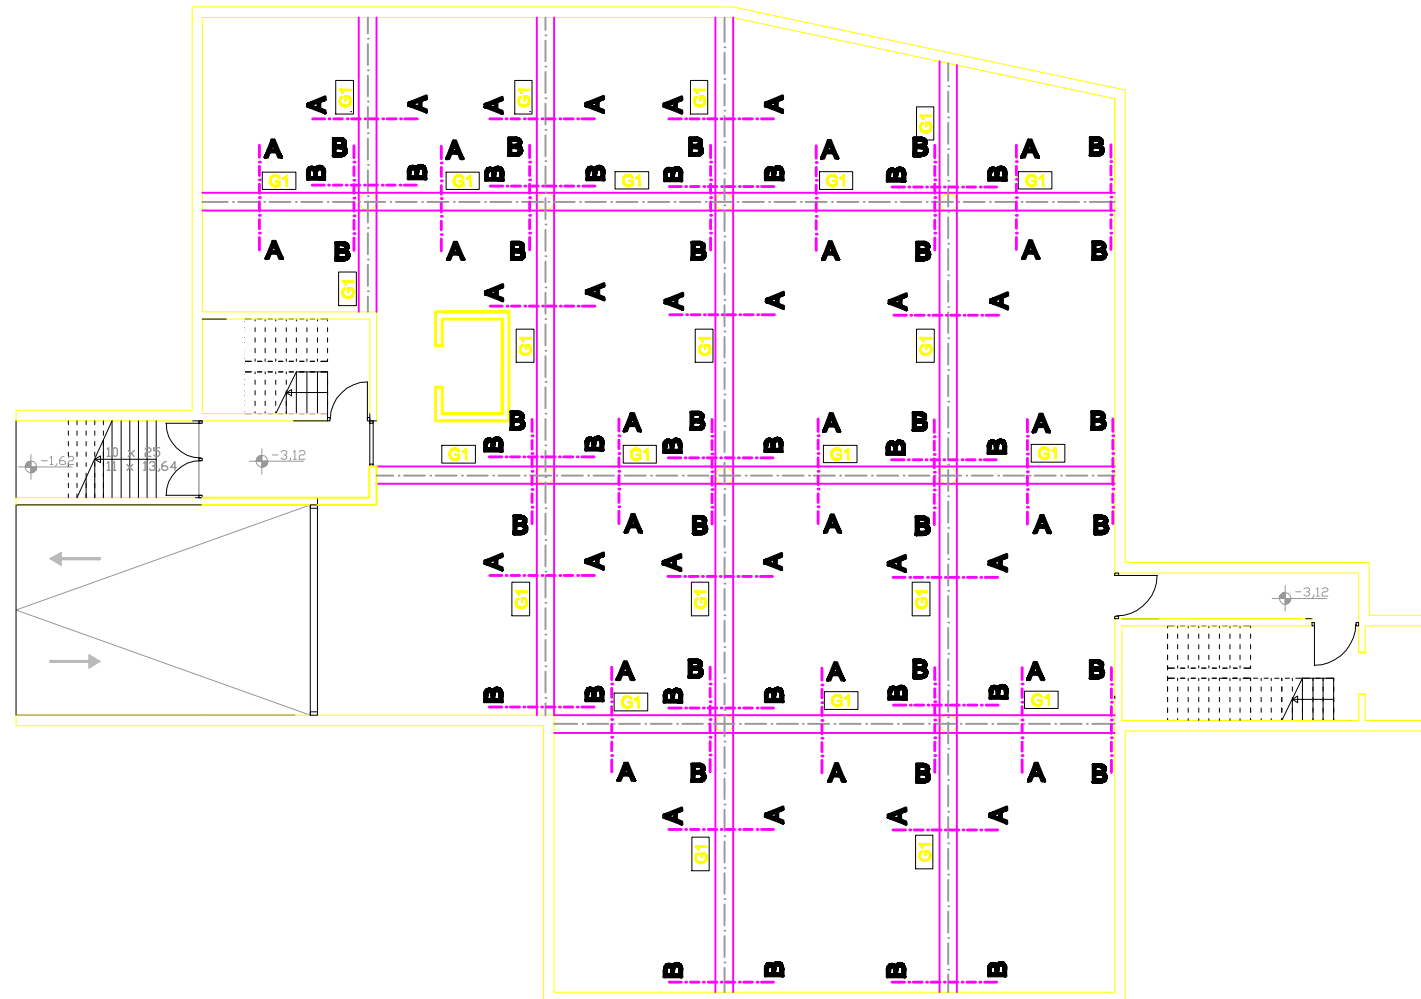 G1 G1 G1 G1
A A A A A A
A B A B B A B A B
B B B B B B B B
G1 G1 G1 G1 G1
A B A B B A B A B
G1
A A A A A A
G1 G1 G1
B A B A B A B
B B B B B B
G1 G1 G1 G1
-1,62
10 x 25
11 x 13,64
-3,12
B A B A B A B
A A A A A A
G1 G1 G1
-3,12
A B A B A B
B B B B B B
G1 G1 G1
A B A B A B
A A A A
G1 G1
B B B B